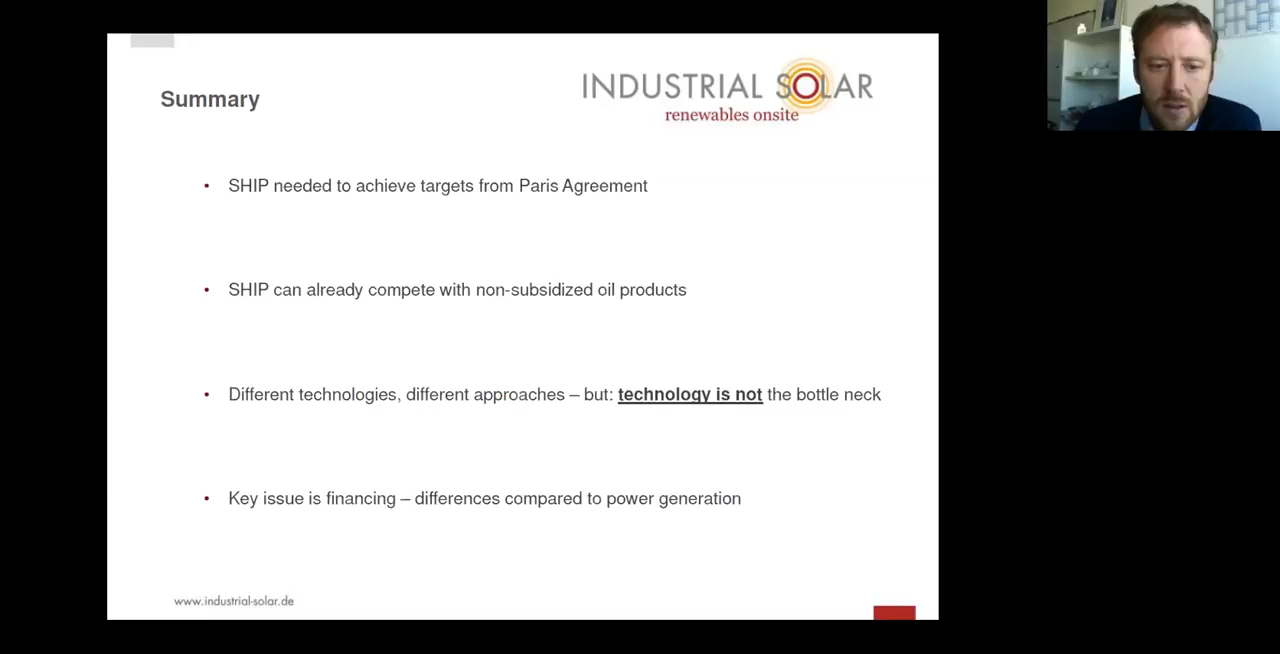 Summary
INDUSTRIAL SOLAR
renewables onsite
• SHIP needed to achieve targets from Paris Agreement
• SHIP can already compete with non-subsidized oil products
• Different technologies, different approaches – but: technology is not the bottle neck
• Key issue is financing – differences compared to power generation
www.industrial-solar.de